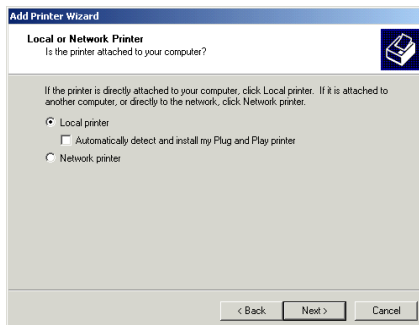 Add Printer Wizard
Local or Network Printer
Is the printer attached to your computer?
If the printer is directly attached to your computer, click Local printer. If it is attached to
another computer, or directly to the network, click Network printer.
Local printer
Automatically detect and install my Plug and Play printer
Network printer
< Back
Next >
Cancel